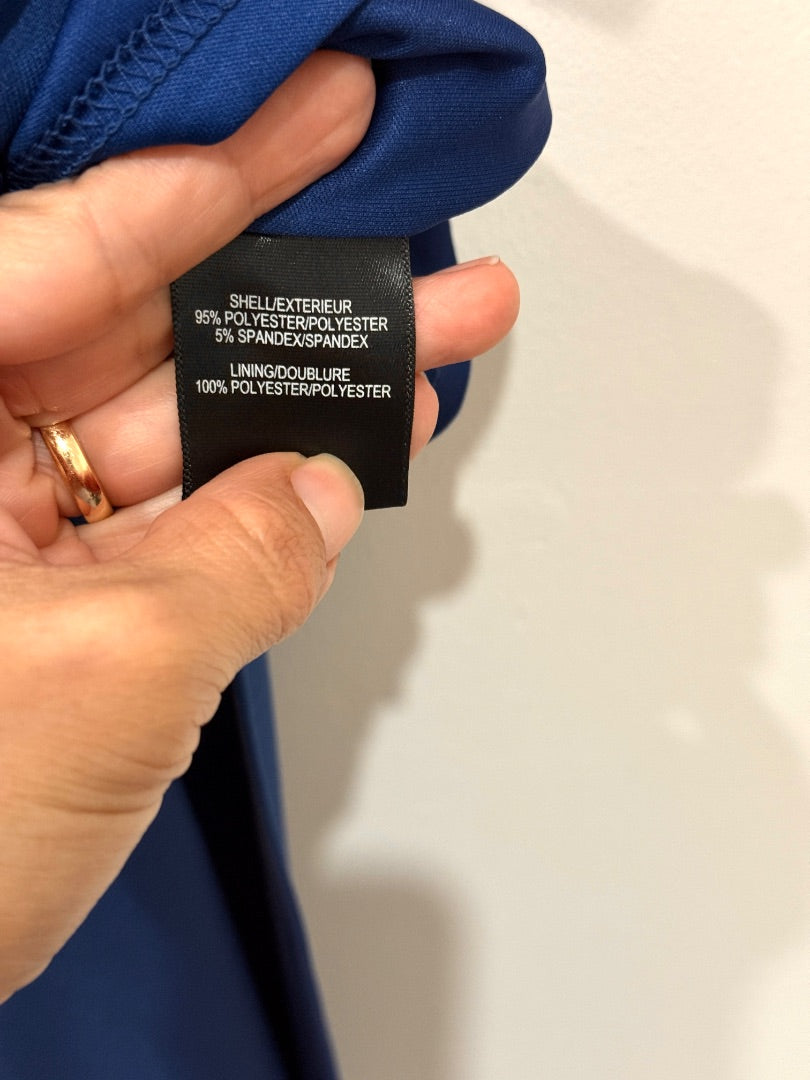 SHELL/EXTERIEUR
95% POLYESTER/POLYESTER
5% SPANDEX/SPANDEX
LINING/DOUBLURE
100% POLYESTER/POLYESTER